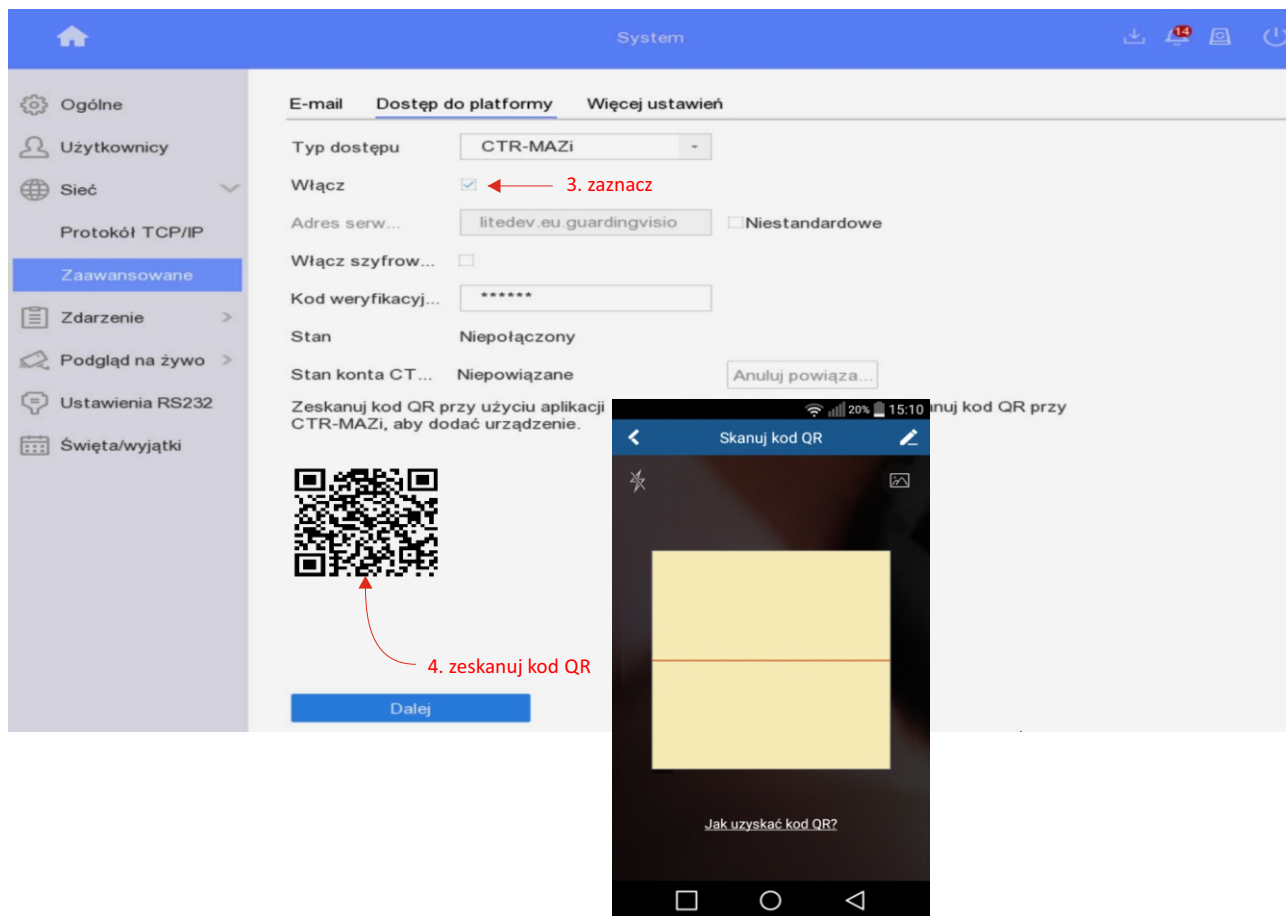 System
14
Ogólne
Użytkownicy
Sieć
Protokół TCP/IP
Zaawansowane
Zdarzenie
Podgląd na żywo
Ustawienia RS232
Święta/wyjątki
E-mail Dostęp do platformy Więcej ustawień
Typ dostępu CTR-MAZi
Włącz 3. zaznacz
Adres serw... litedev.eu.guardingvisio Niestandardowe
Włącz szyfrow...
Kod weryfikacyj... ******
Stan Niepołączony
Stan konta CT... Niepowiązane Anuluj powiąza...
Zeskanuj kod QR przy użyciu aplikacji
CTR-MAZi, aby dodać urządzenie.
nuj kod QR przy
4. zeskanuj kod QR
Dalej
20% 15:10
Skanuj kod QR
Jak uzyskać kod QR?